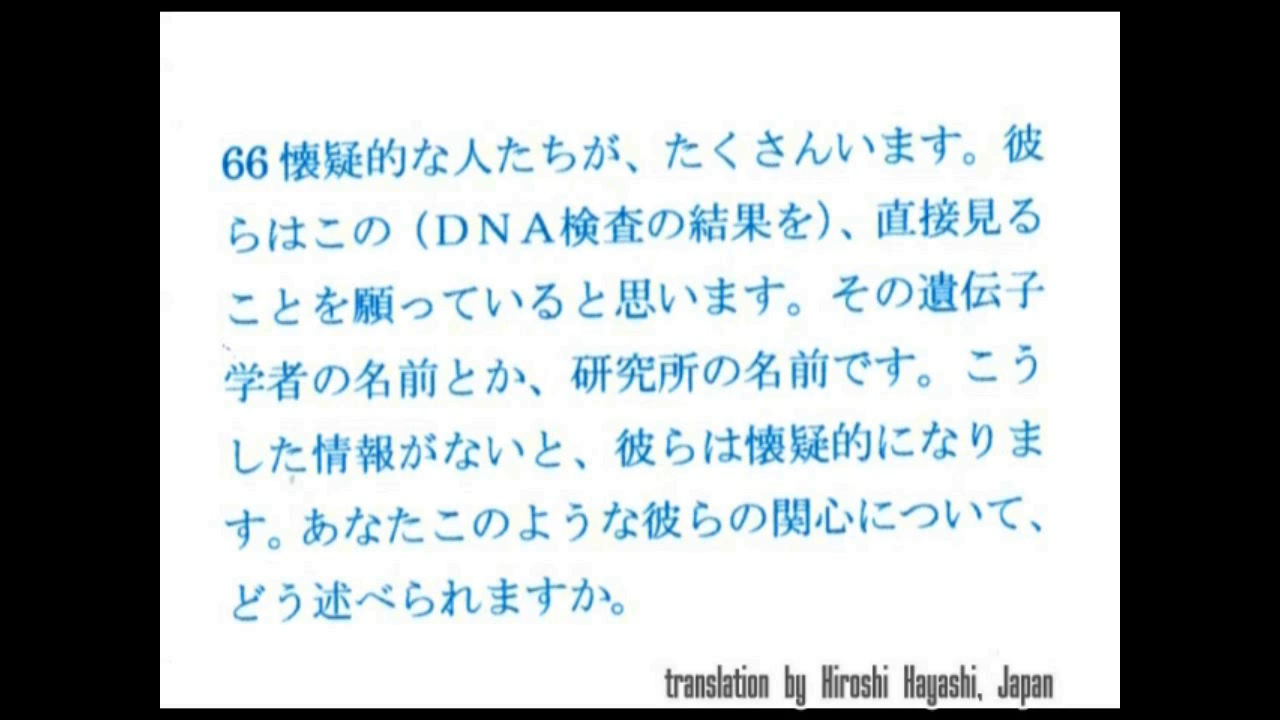 66 懐疑的な人たちが、たくさんいます。彼
らはこの（ＤＮＡ検査の結果を）、直接見る
ことを願っていると思います。その遺伝子
学者の名前とか、研究所の名前です。こう
した情報がないと、彼らは懐疑的になりま
す。あなたこのような彼らの関心について、
どう述べられますか。
translation by Hiroshi Hayashi, Japan